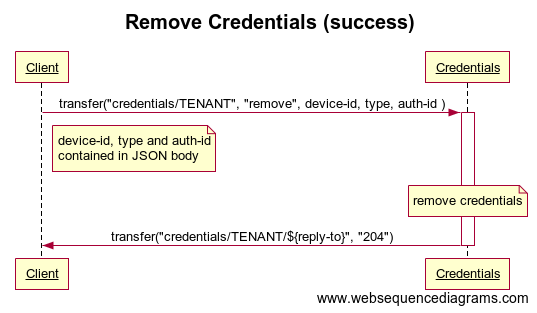 Remove Credentials (success)
Client
Credentials
transfer("credentials/TENANT", "remove", device-id, type, auth-id )
device-id, type and auth-id
contained in JSON body
remove credentials
transfer("credentials/TENANT/${reply-to}", "204")
Client
Credentials
www.websequencediagrams.com